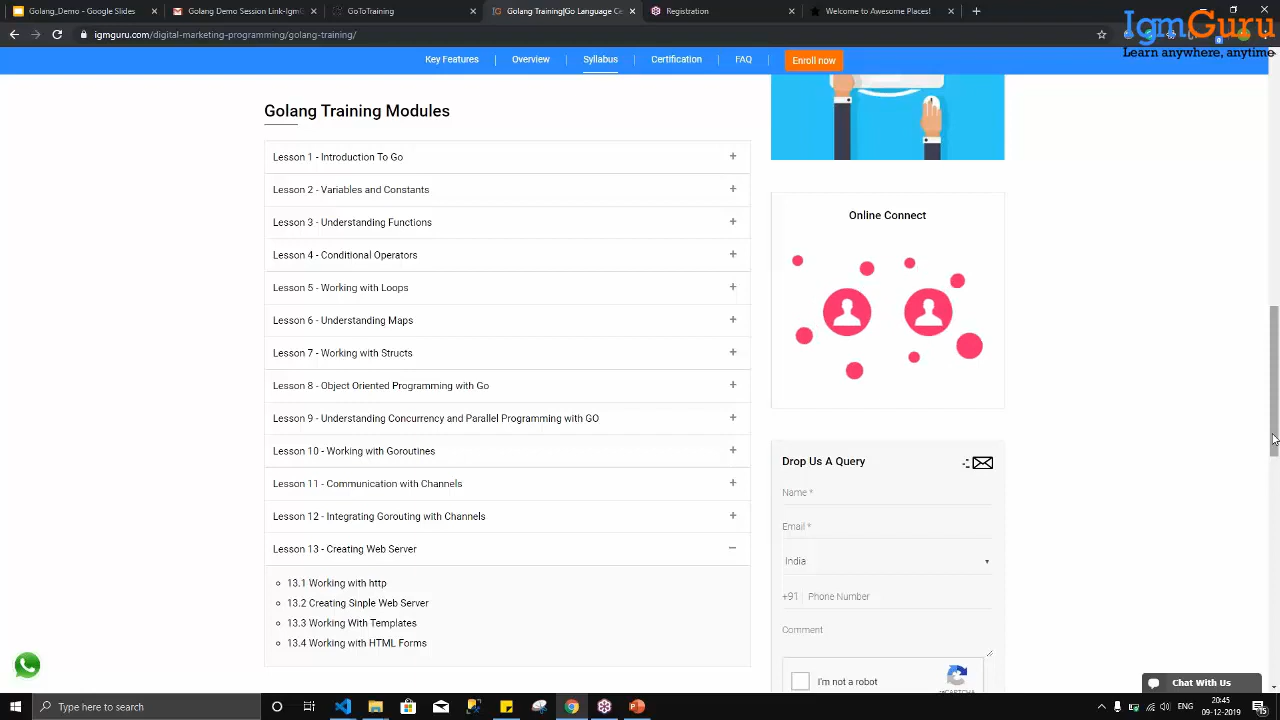 Golang_Demo - Google Slides
Gmail Golang Demo Session Link-Igm
GoToTraining
Golang Training|Go Language Ce
Registration
Welcome to Awesome Places!
igmguru.com/digital-marketing-programming/golang-training/
IgmGuru
Learn anywhere, anytime
Key Features
Overview
Syllabus
Certification
FAQ
Enroll now
Golang Training Modules
Lesson 1 - Introduction To Go
Lesson 2 - Variables and Constants
Lesson 3 - Understanding Functions
Lesson 4 - Conditional Operators
Lesson 5 - Working with Loops
Lesson 6 - Understanding Maps
Lesson 7 - Working with Structs
Lesson 8 - Object Oriented Programming with Go
Lesson 9 - Understanding Concurrency and Parallel Programming with GO
Lesson 10 - Working with Goroutines
Lesson 11 - Communication with Channels
Lesson 12 - Integrating Gorouting with Channels
Lesson 13 - Creating Web Server
13.1 Working with http
13.2 Creating Sinple Web Server
13.3 Working With Templates
13.4 Working with HTML Forms
Online Connect
Drop Us A Query
Name *
Email *
India
+91 Phone Number
Comment
I'm not a robot
Chat With Us
Type here to search
20:45
09-12-2019